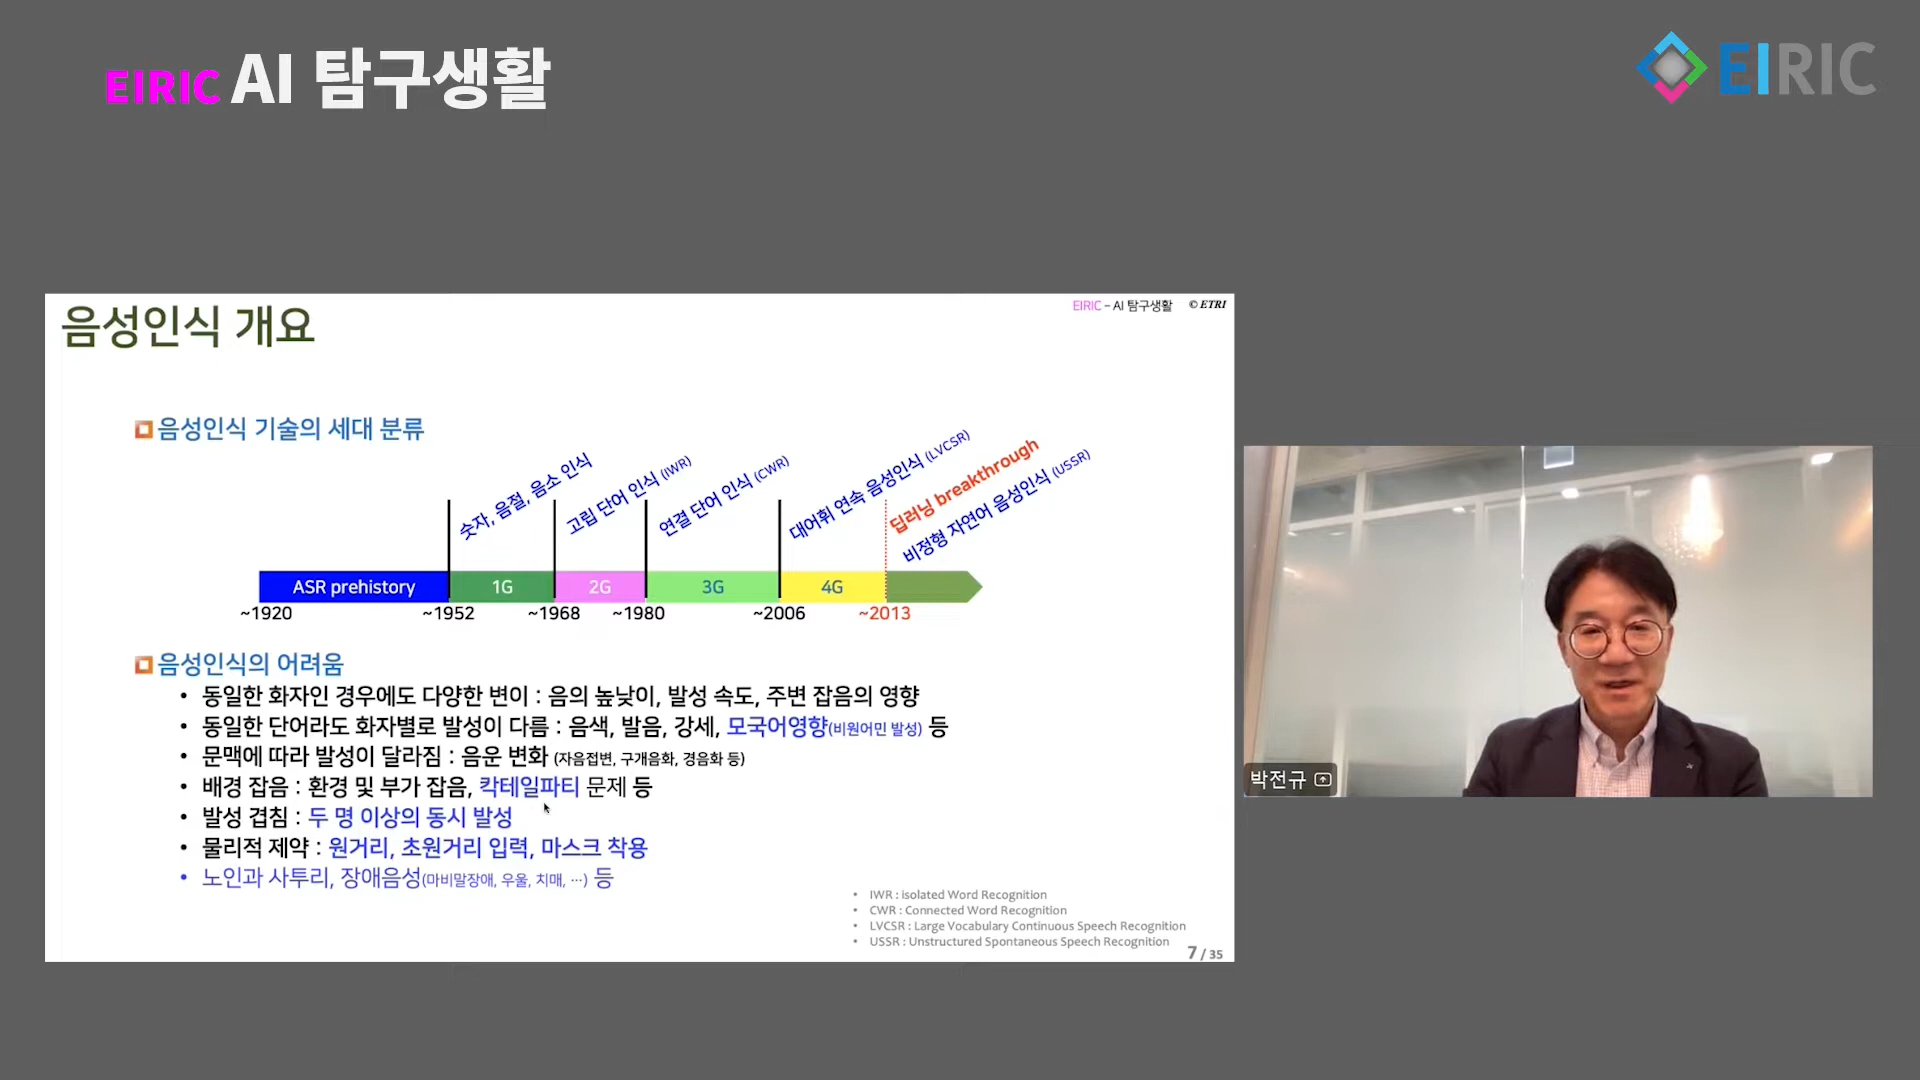 EIRIC AI 탐구생활
EIRIC
음성인식 개요
EIRIC – AI 탐구생활 © ETRI
음성인식 기술의 세대 분류
숫자, 음절, 음소 인식
고립 단어 인식 (IWR)
연결 단어 인식 (CWR)
대어휘 연속 음성인식 (LVCSR)
딥러닝 breakthrough
비정형 자연어 음성인식 (USSR)
ASR prehistory 1G 2G 3G 4G
~1920 ~1952 ~1968 ~1980 ~2006 ~2013
음성인식의 어려움
• 동일한 화자인 경우에도 다양한 변이 : 음의 높낮이, 발성 속도, 주변 잡음의 영향
• 동일한 단어라도 화자별로 발성이 다름 : 음색, 발음, 강세, 모국어영향(비원어민 발성) 등
• 문맥에 따라 발성이 달라짐 : 음운 변화 (자음접변, 구개음화, 경음화 등)
• 배경 잡음 : 환경 및 부가 잡음, 칵테일파티 문제 등
• 발성 겹침 : 두 명 이상의 동시 발성
• 물리적 제약 : 원거리, 초원거리 입력, 마스크 착용
• 노인과 사투리, 장애음성(마비말장애, 우울, 치매, ···) 등
• IWR : isolated Word Recognition
• CWR : Connected Word Recognition
• LVCSR : Large Vocabulary Continuous Speech Recognition
• USSR : Unstructured Spontaneous Speech Recognition
7 / 35
박전규